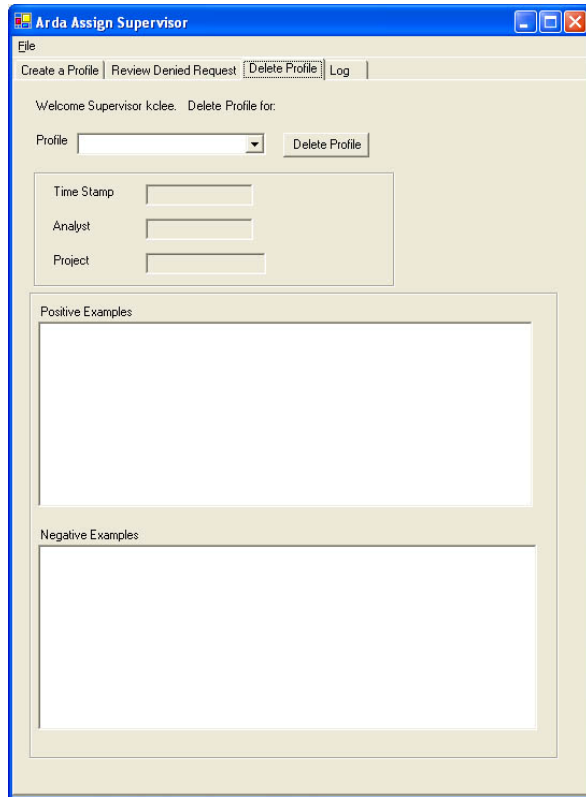 Arda Assign Supervisor
File
Create a Profile Review Denied Request Delete Profile Log
Welcome Supervisor kclee. Delete Profile for:
Profile Delete Profile
Time Stamp
Analyst
Project
Positive Examples
Negative Examples